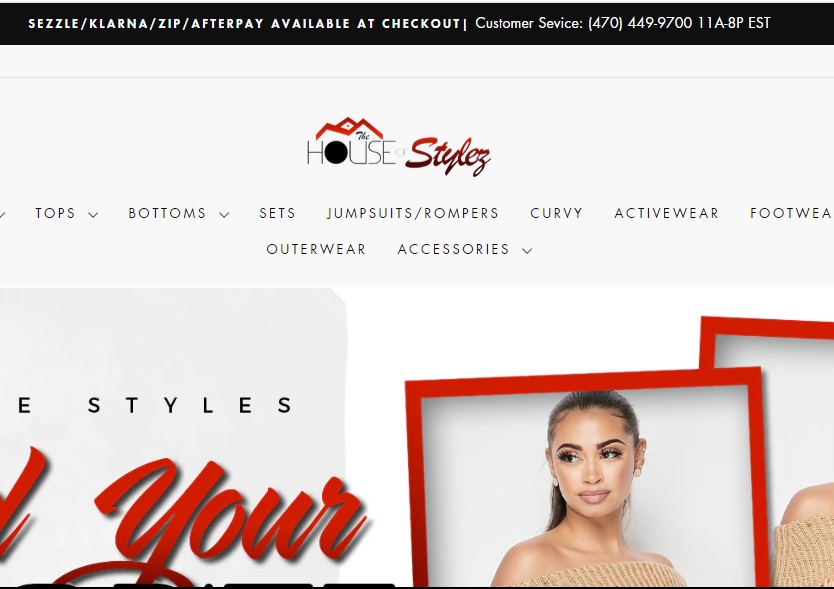 SEZZLE/KLARNA/ZIP/AFTERPAY AVAILABLE AT CHECKOUT| Customer Sevice: (470) 449-9700 11A-8P EST
The
HOUSE OF Stylez
TOPS BOTTOMS SETS JUMPSUITS/ROMPERS CURVY ACTIVEWEAR FOOTWEA
OUTERWEAR ACCESSORIES
E STYLES
d Your